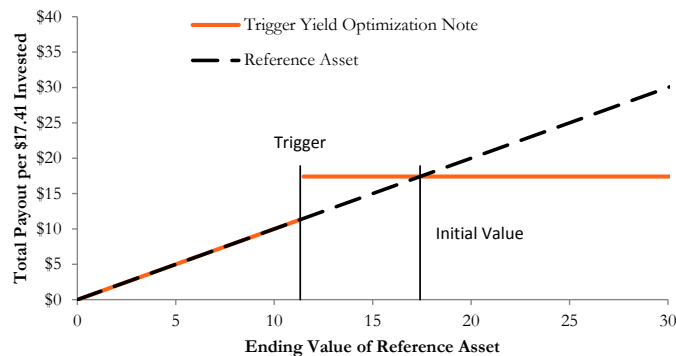 Total Payout per $17.41 Invested
$40
$35
$30
$25
$20
$15
$10
$5
$0
Trigger Yield Optimization Note
Reference Asset
Trigger
Initial Value
0 5 10 15 20 25 30
Ending Value of Reference Asset